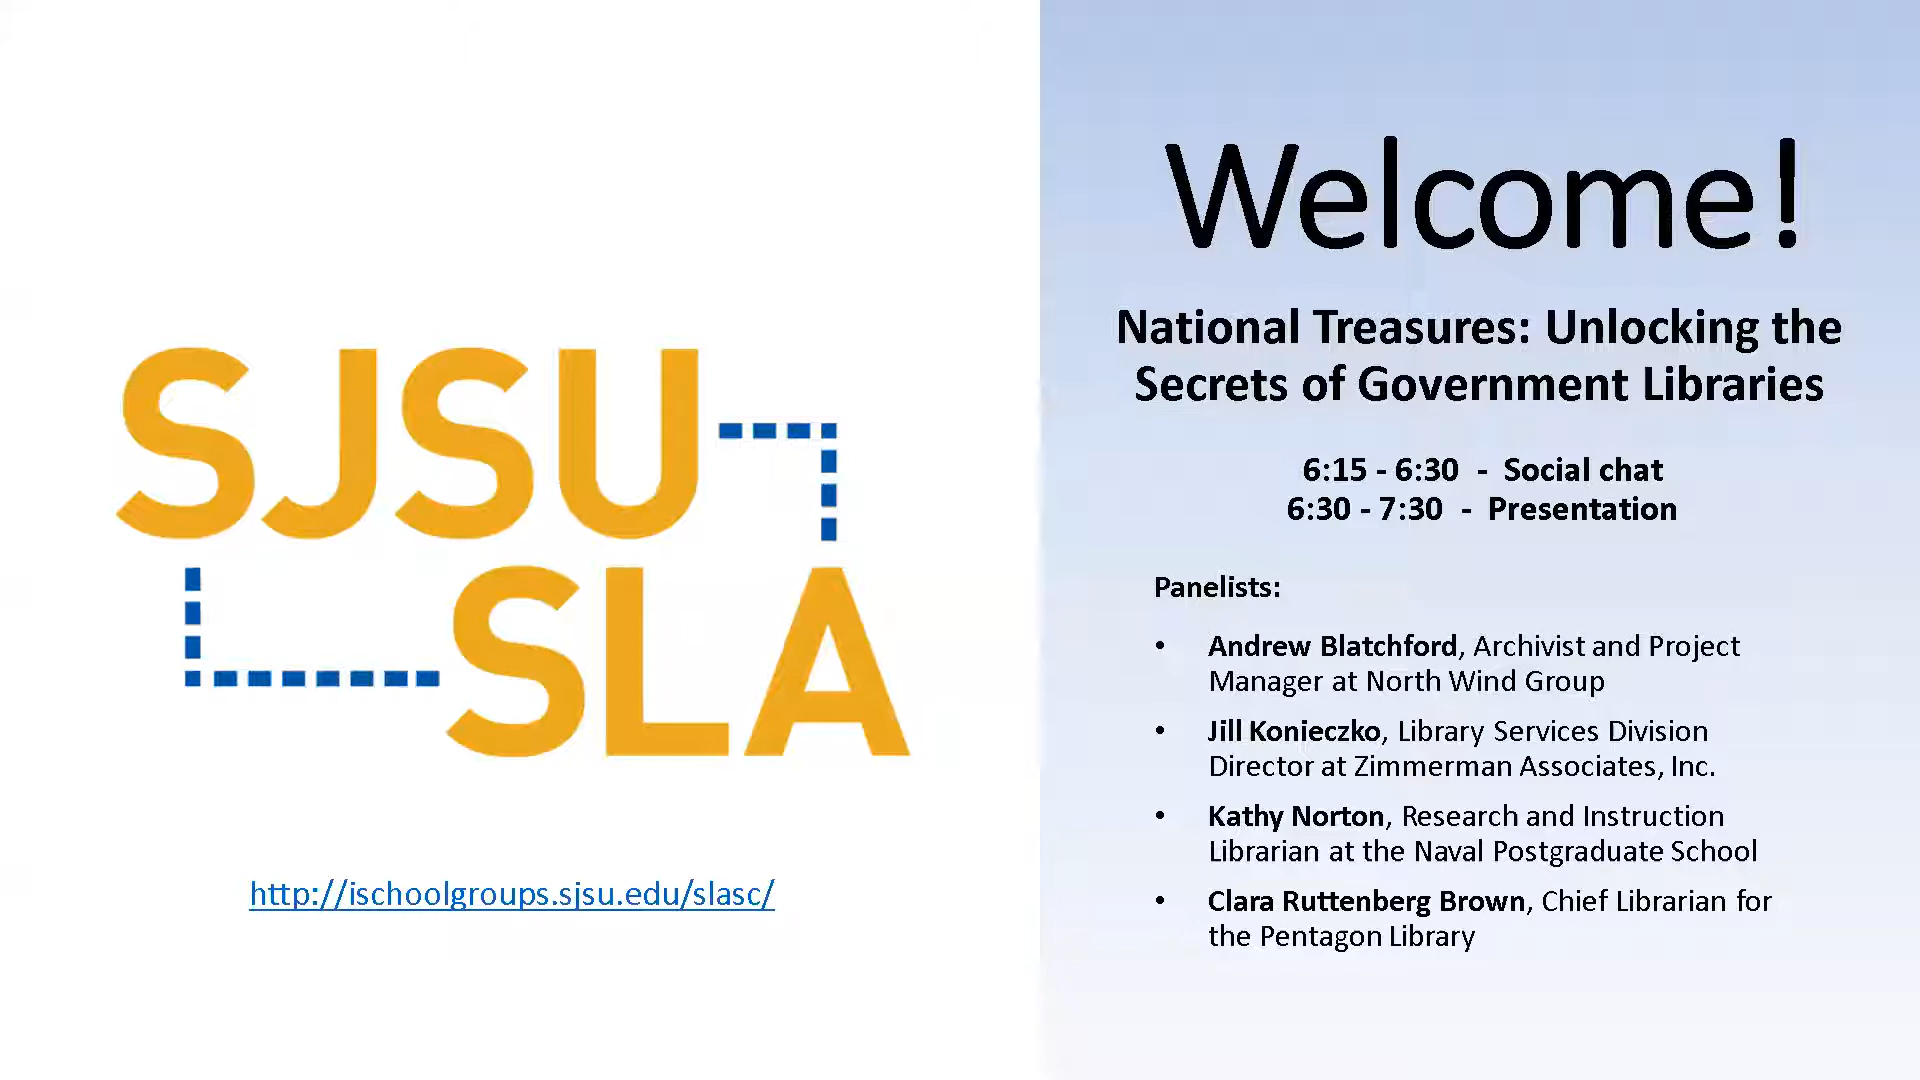 SJSU
SLA
http://ischoolgroups.sjsu.edu/slasc/
Welcome!
National Treasures: Unlocking the
Secrets of Government Libraries
6:15 - 6:30 - Social chat
6:30 - 7:30 - Presentation
Panelists:
• Andrew Blatchford, Archivist and Project
Manager at North Wind Group
• Jill Konieczko, Library Services Division
Director at Zimmerman Associates, Inc.
• Kathy Norton, Research and Instruction
Librarian at the Naval Postgraduate School
• Clara Ruttenberg Brown, Chief Librarian for
the Pentagon Library